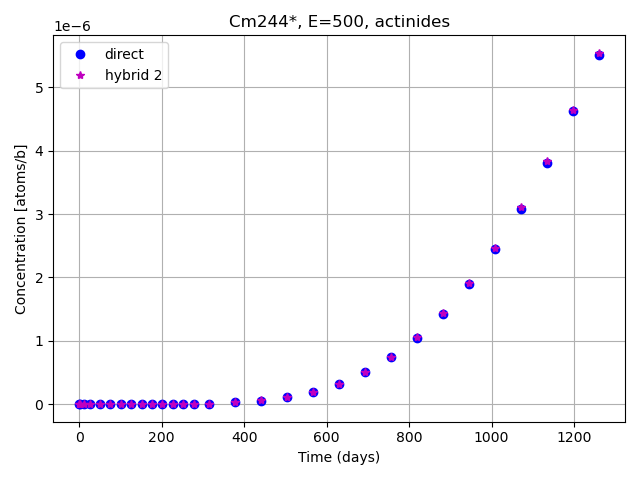 Cm244*, E=500, actinides
1e−6
direct
hybrid 2
5
4
3
2
1
0
Concentration [atoms/b]
0 200 400 600 800 1000 1200
Time (days)